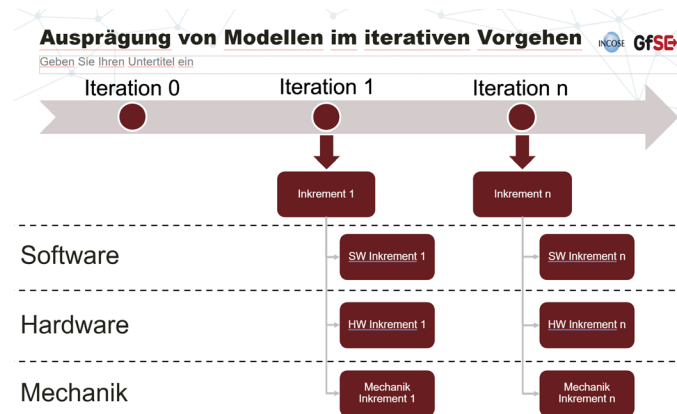 Ausprägung von Modellen im iterativen Vorgehen
INCOSE
GfSE
Geben Sie Ihren Untertitel ein
Iteration 0
Iteration 1
Iteration n
Inkrement 1
Inkrement n
Software
SW Inkrement 1
SW Inkrement n
Hardware
HW Inkrement 1
HW Inkrement n
Mechanik
Mechanik
Inkrement 1
Mechanik
Inkrement n